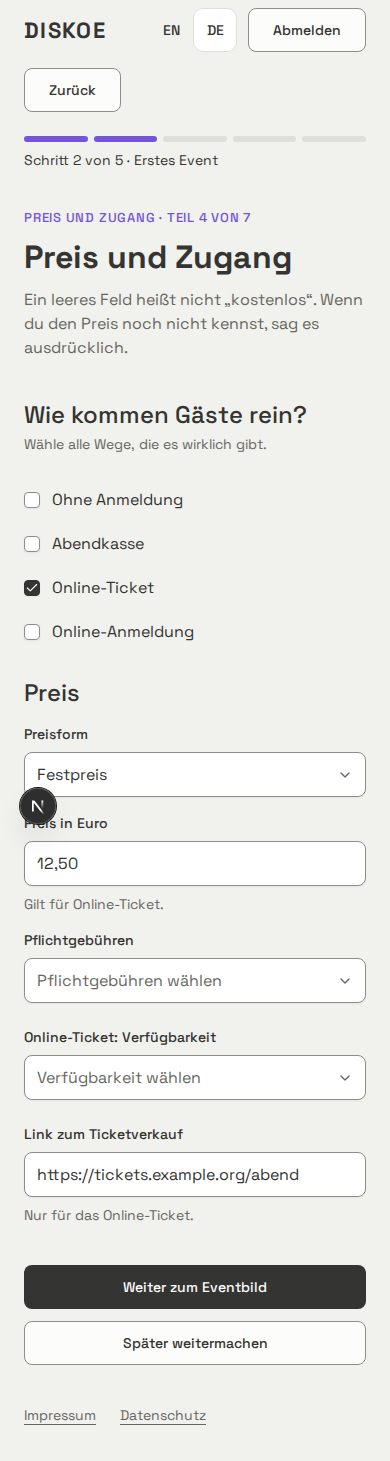 DISKOE
EN
DE
Abmelden
Zurück
Schritt 2 von 5 · Erstes Event
PREIS UND ZUGANG · TEIL 4 VON 7
Preis und Zugang
Ein leeres Feld heißt nicht „kostenlos“. Wenn
du den Preis noch nicht kennst, sag es
ausdrücklich.
Wie kommen Gäste rein?
Wähle alle Wege, die es wirklich gibt.
Ohne Anmeldung
Abendkasse
Online-Ticket
Online-Anmeldung
Preis
Preisform
Festpreis
N
Preis in Euro
12,50
Gilt für Online-Ticket.
Pflichtgebühren
Pflichtgebühren wählen
Online-Ticket: Verfügbarkeit
Verfügbarkeit wählen
Link zum Ticketverkauf
https://tickets.example.org/abend
Nur für das Online-Ticket.
Weiter zum Eventbild
Später weitermachen
Impressum
Datenschutz